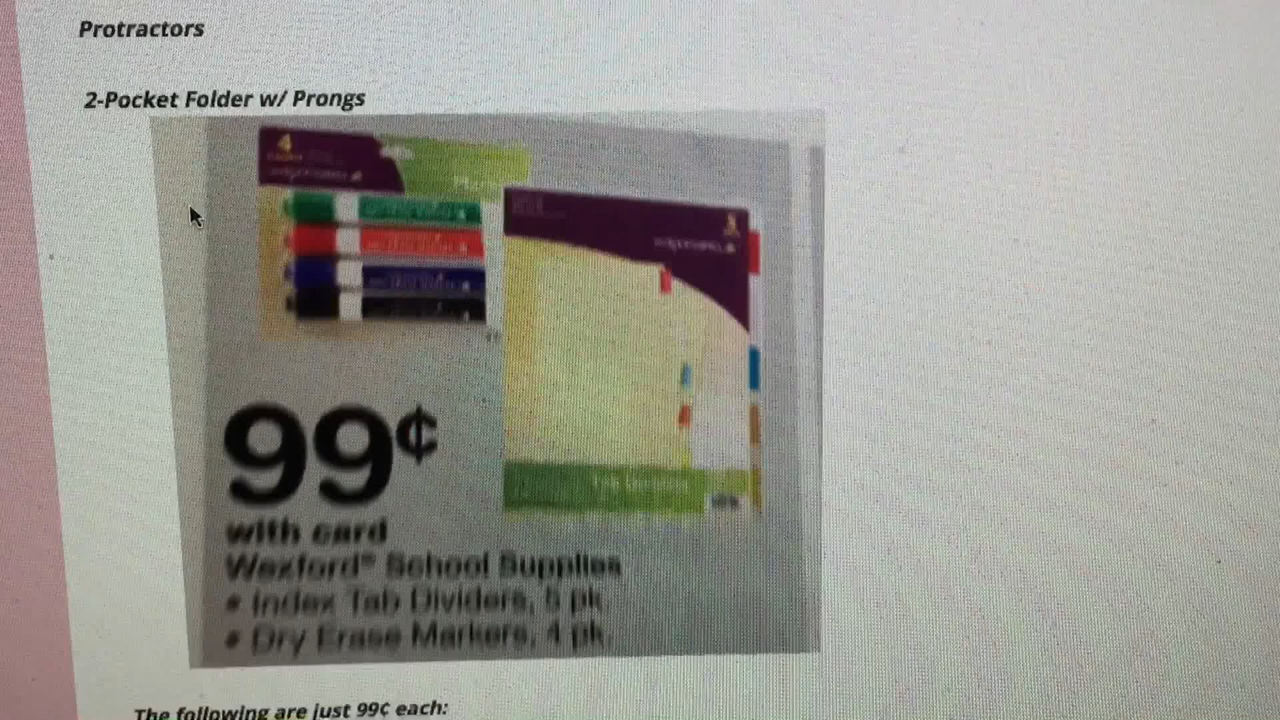 Protractors
2-Pocket Folder w/ Prongs
4
99¢
with card
Wexford® School Supplies
• Index Tab Dividers, 5 pk.
• Dry Erase Markers, 4 pk.
The following are just 99¢ each: